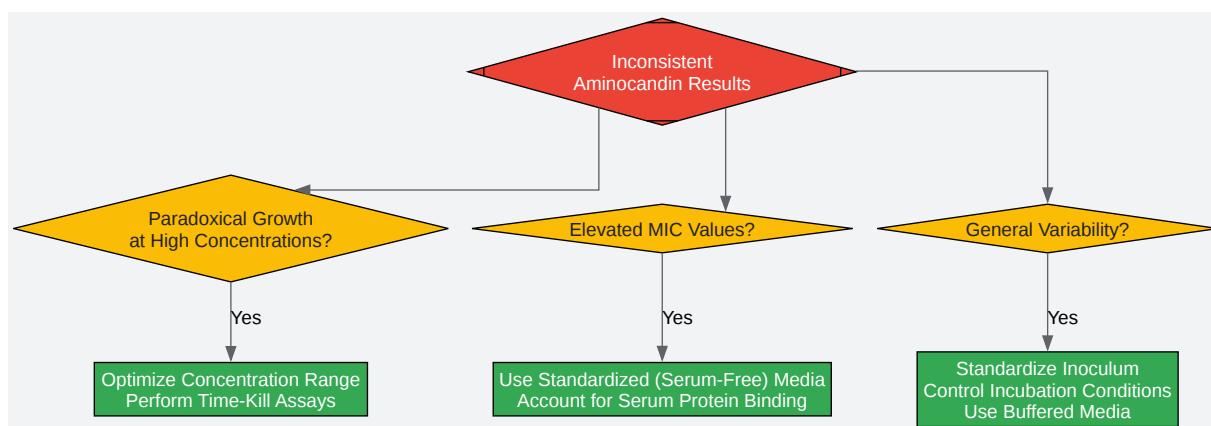 Inconsistent
Aminocandin Results
Paradoxical Growth
at High Concentrations?
Elevated MIC Values?
General Variability?
Yes
Yes
Yes
Optimize Concentration Range
Perform Time-Kill Assays
Use Standardized (Serum-Free) Media
Account for Serum Protein Binding
Standardize Inoculum
Control Incubation Conditions
Use Buffered Media